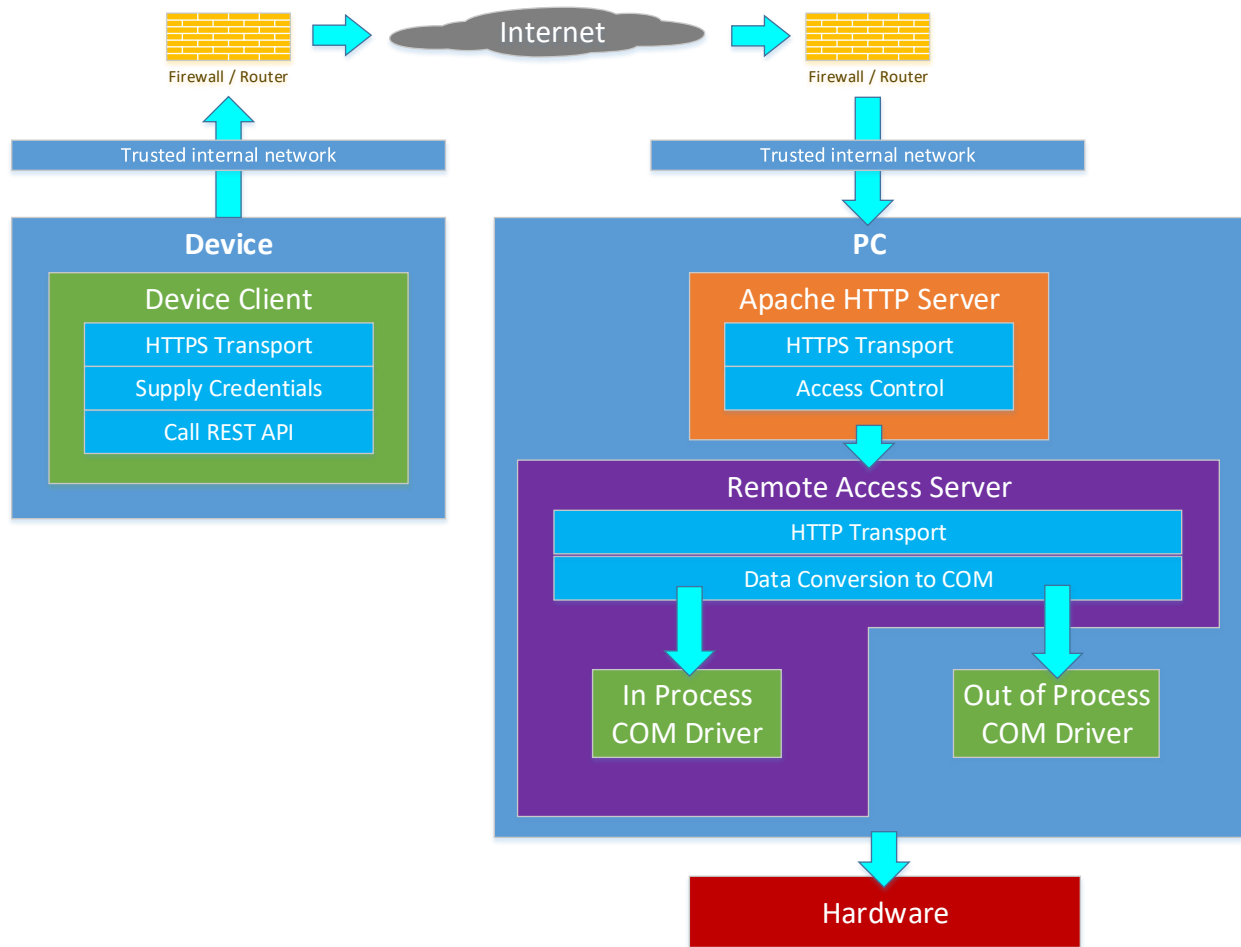 Internet
Firewall / Router
Firewall / Router
Trusted internal network
Trusted internal network
Device
Device Client
HTTPS Transport
Supply Credentials
Call REST API
PC
Apache HTTP Server
HTTPS Transport
Access Control
Remote Access Server
HTTP Transport
Data Conversion to COM
In Process
COM Driver
Out of Process
COM Driver
Hardware